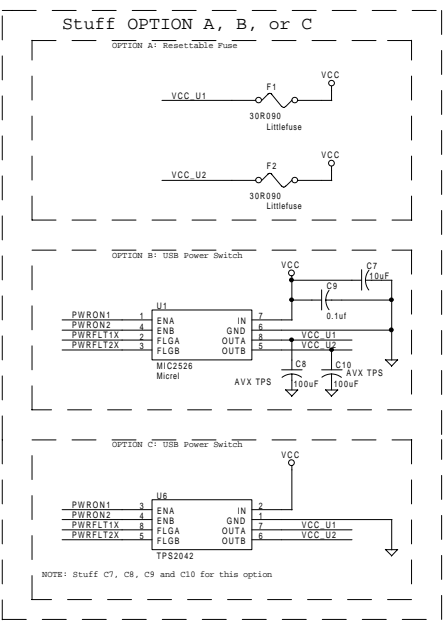 Stuff OPTION A, B, or C
OPTION A: Resettable Fuse
VCC
F1
VCC_U1
30R090
Littlefuse
VCC
F2
VCC_U2
30R090
Littlefuse
OPTION B: USB Power Switch
VCC
C7
10uF
C9
0.1uf
U1
PWRON1 1 ENA IN 7
PWRON2 4 ENB GND 6
PWRFLT1X 2 FLGA OUTA 8 VCC_U1
PWRFLT2X 3 FLGB OUTB 5 VCC_U2
MIC2526
Micrel
C8
C10
AVX TPS
AVX TPS
100uF
100uF
OPTION C: USB Power Switch
VCC
U6
PWRON1 3 ENA IN 2
PWRON2 4 ENB GND 1
PWRFLT1X 8 FLGA OUTA 7 VCC_U1
PWRFLT2X 5 FLGB OUTB 6 VCC_U2
TPS2042
NOTE: Stuff C7, C8, C9 and C10 for this option